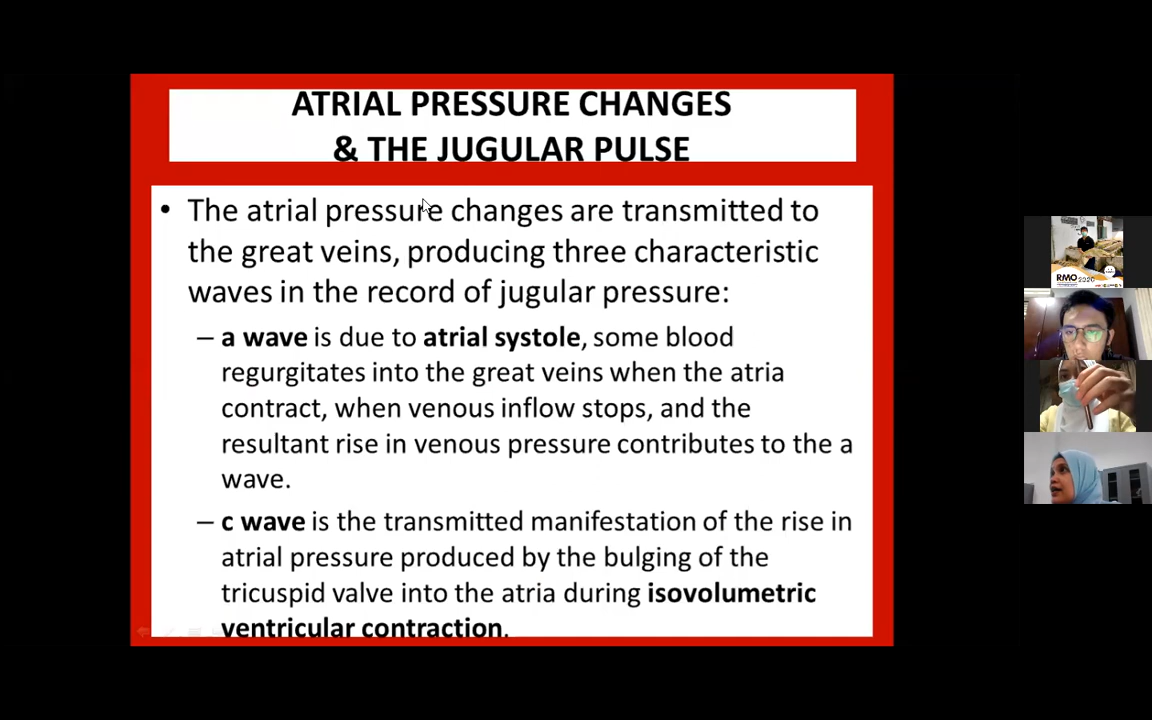 ATRIAL PRESSURE CHANGES
& THE JUGULAR PULSE
• The atrial pressure changes are transmitted to
the great veins, producing three characteristic
waves in the record of jugular pressure:
– a wave is due to atrial systole, some blood
regurgitates into the great veins when the atria
contract, when venous inflow stops, and the
resultant rise in venous pressure contributes to the a
wave.
– c wave is the transmitted manifestation of the rise in
atrial pressure produced by the bulging of the
tricuspid valve into the atria during isovolumetric
ventricular contraction.
RMO 2020